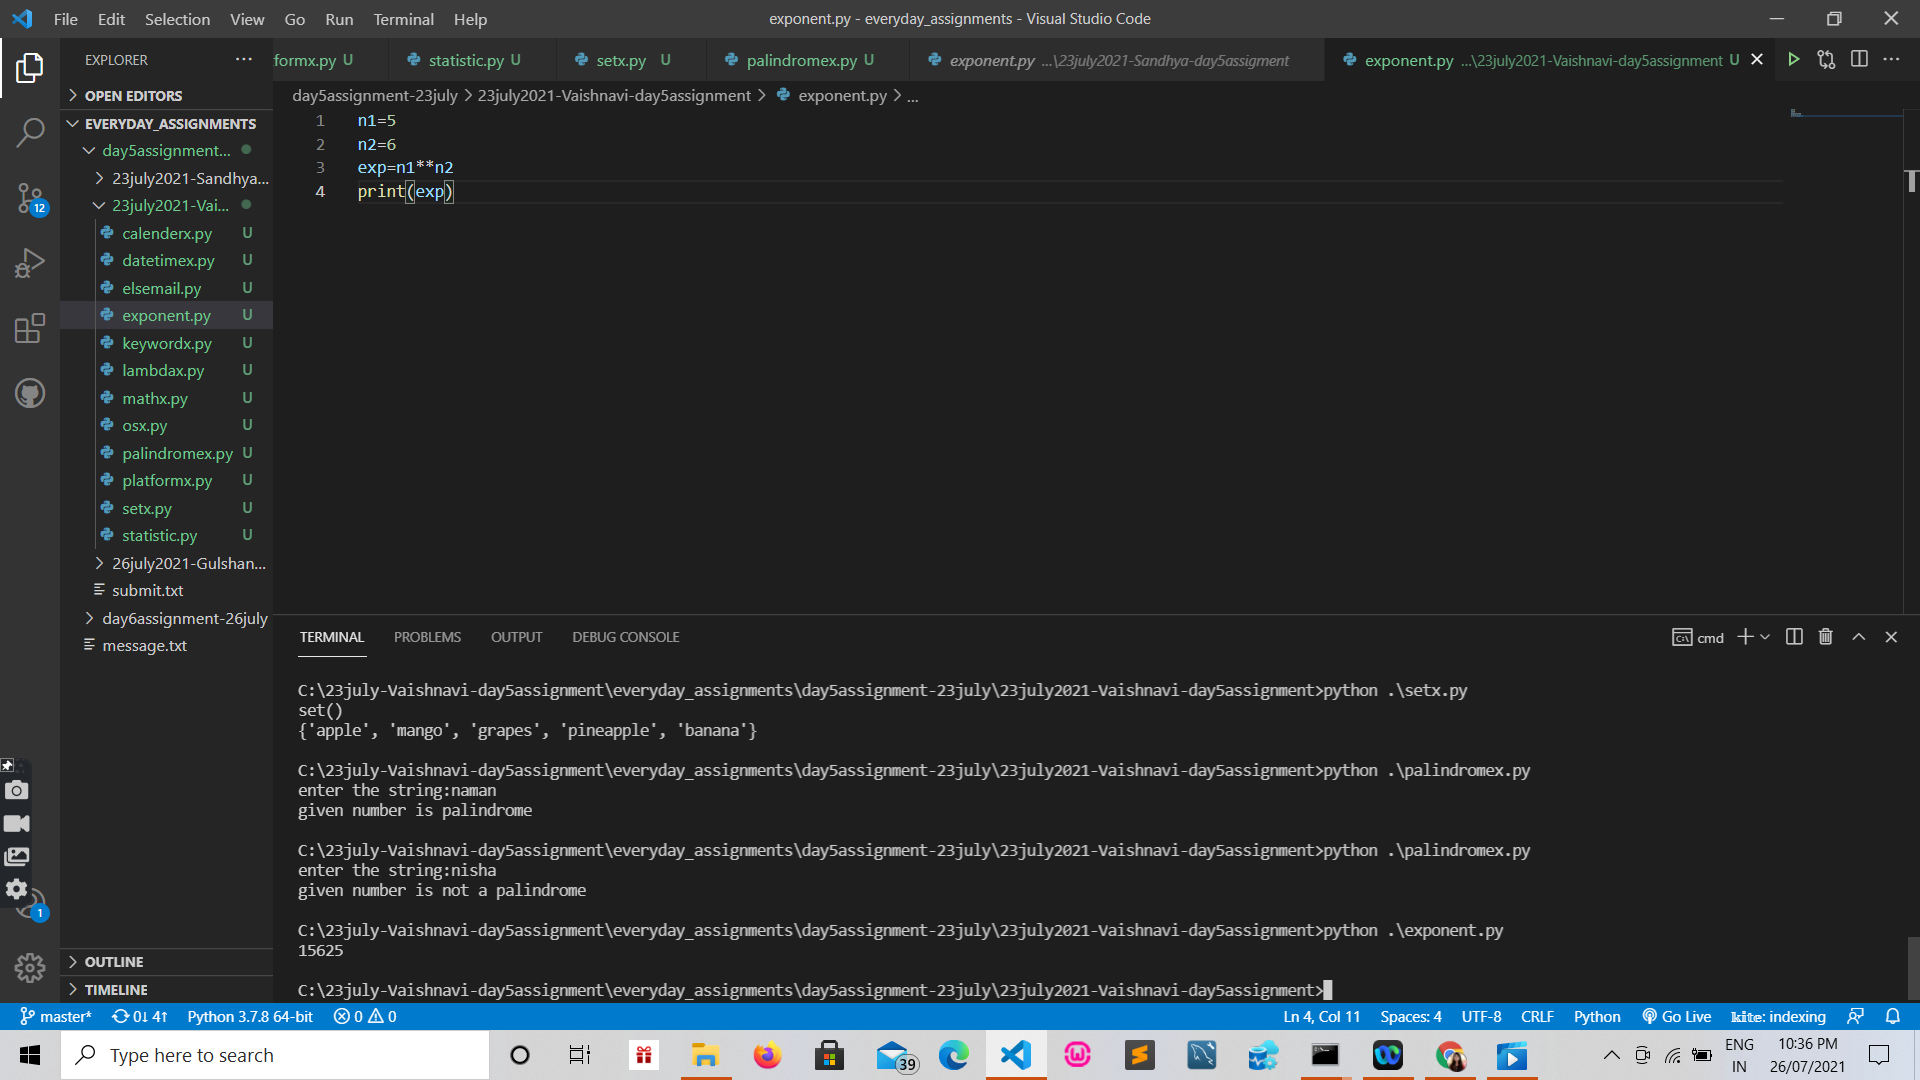 File Edit Selection View Go Run Terminal Help
exponent.py - everyday_assignments - Visual Studio Code
EXPLORER
formx.py U
statistic.py U
setx.py U
palindromex.py U
exponent.py ...\23july2021-Sandhya-day5assigment
exponent.py ...\23july2021-Vaishnavi-day5assignment U
OPEN EDITORS
EVERYDAY_ASSIGNMENTS
day5assignment...
23july2021-Sandhya...
23july2021-Vai...
calenderx.py U
datetimex.py U
elsemail.py U
exponent.py U
keywordx.py U
lambdax.py U
mathx.py U
osx.py U
palindromex.py U
platformx.py U
setx.py U
statistic.py U
26july2021-Gulshan...
submit.txt
day6assignment-26july
message.txt
OUTLINE
TIMELINE
12
1
day5assignment-23july > 23july2021-Vaishnavi-day5assignment > exponent.py > ...
1 n1=5
2 n2=6
3 exp=n1**n2
4 print(exp)
TERMINAL PROBLEMS OUTPUT DEBUG CONSOLE
cmd
C:\23july-Vaishnavi-day5assignment\everyday_assignments\day5assignment-23july\23july2021-Vaishnavi-day5assignment>python .\setx.py
set()
{'apple', 'mango', 'grapes', 'pineapple', 'banana'}
C:\23july-Vaishnavi-day5assignment\everyday_assignments\day5assignment-23july\23july2021-Vaishnavi-day5assignment>python .\palindromex.py
enter the string:naman
given number is palindrome
C:\23july-Vaishnavi-day5assignment\everyday_assignments\day5assignment-23july\23july2021-Vaishnavi-day5assignment>python .\palindromex.py
enter the string:nisha
given number is not a palindrome
C:\23july-Vaishnavi-day5assignment\everyday_assignments\day5assignment-23july\23july2021-Vaishnavi-day5assignment>python .\exponent.py
15625
C:\23july-Vaishnavi-day5assignment\everyday_assignments\day5assignment-23july\23july2021-Vaishnavi-day5assignment>
master* 0↓ 4↑ Python 3.7.8 64-bit 0 0
Ln 4, Col 11 Spaces: 4 UTF-8 CRLF Python Go Live kite: indexing
Type here to search
39
ENG
IN
10:36 PM
26/07/2021